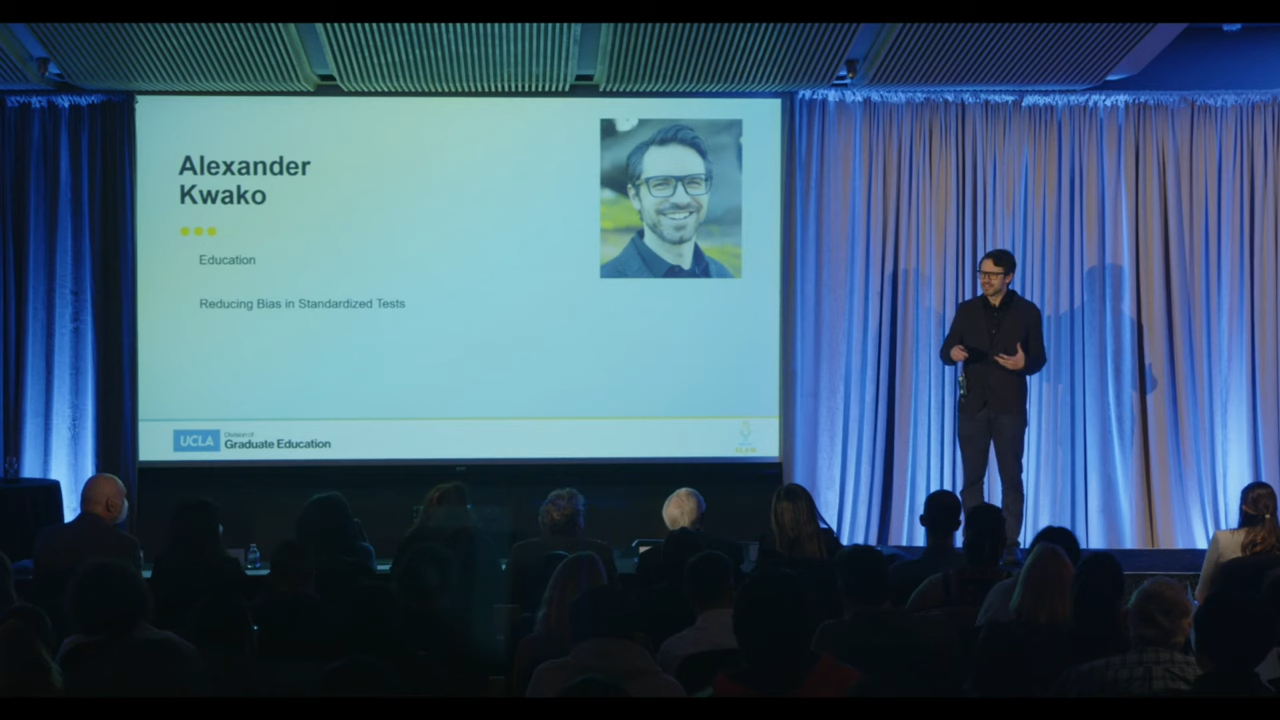 Alexander
Kwako
Education
Reducing Bias in Standardized Tests
UCLA
Division of
Graduate Education